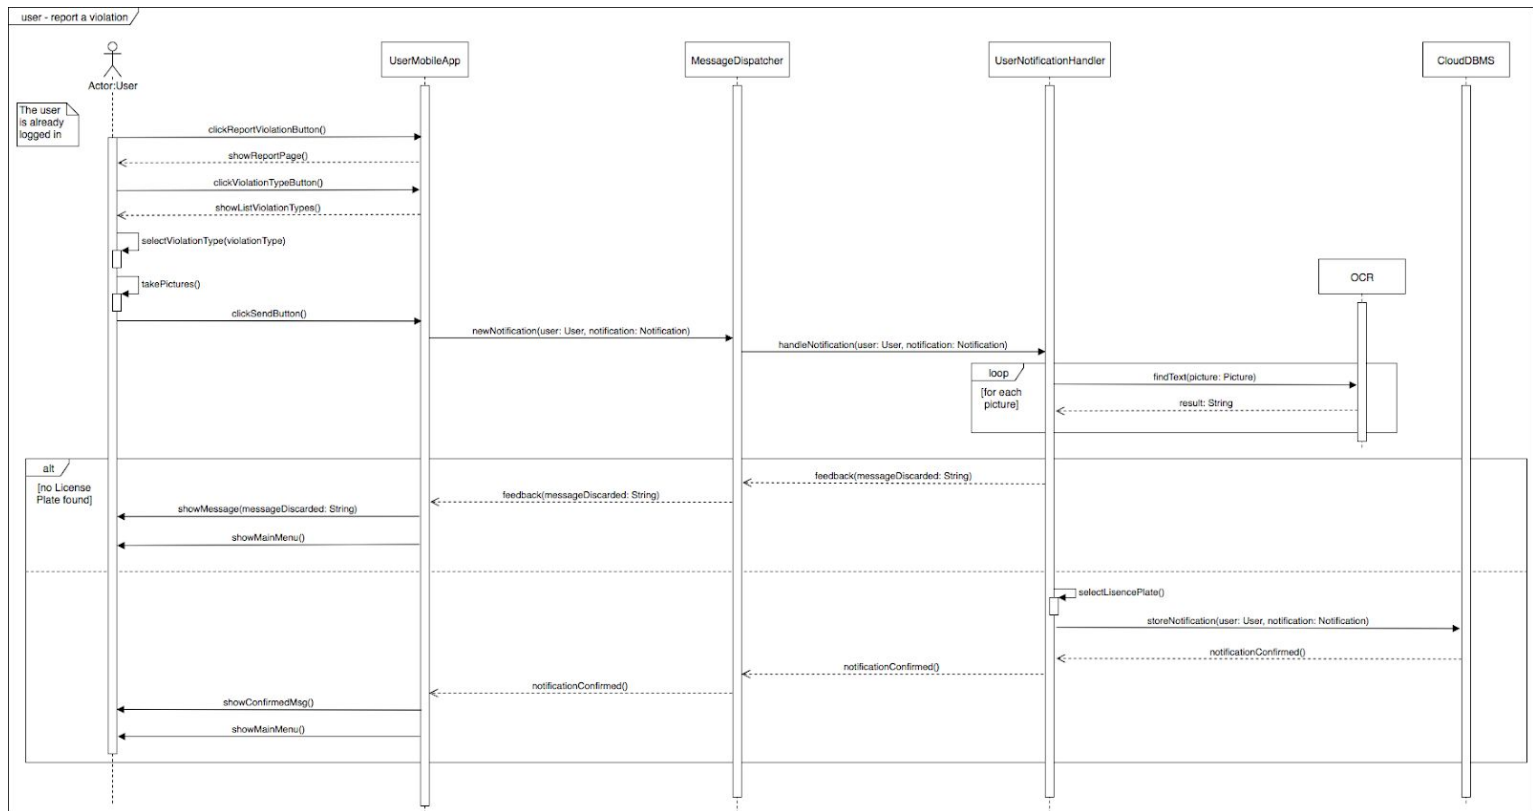 user - report a violation
Actor:User
UserMobileApp
MessageDispatcher
UserNotificationHandler
CloudDBMS
The user
is already
logged in
clickReportViolationButton()
showReportPage()
clickViolationTypeButton()
showListViolationTypes()
selectViolationType(violationType)
OCR
takePictures()
clickSendButton()
newNotification(user: User, notification: Notification)
handleNotification(user: User, notification: Notification)
loop
[for each
picture]
findText(picture: Picture)
result: String
alt
[no License
Plate found]
feedback(messageDiscarded: String)
feedback(messageDiscarded: String)
showMessage(messageDiscarded: String)
showMainMenu()
selectLisencePlate()
storeNotification(user: User, notification: Notification)
notificationConfirmed()
notificationConfirmed()
notificationConfirmed()
showConfirmedMsg()
showMainMenu()